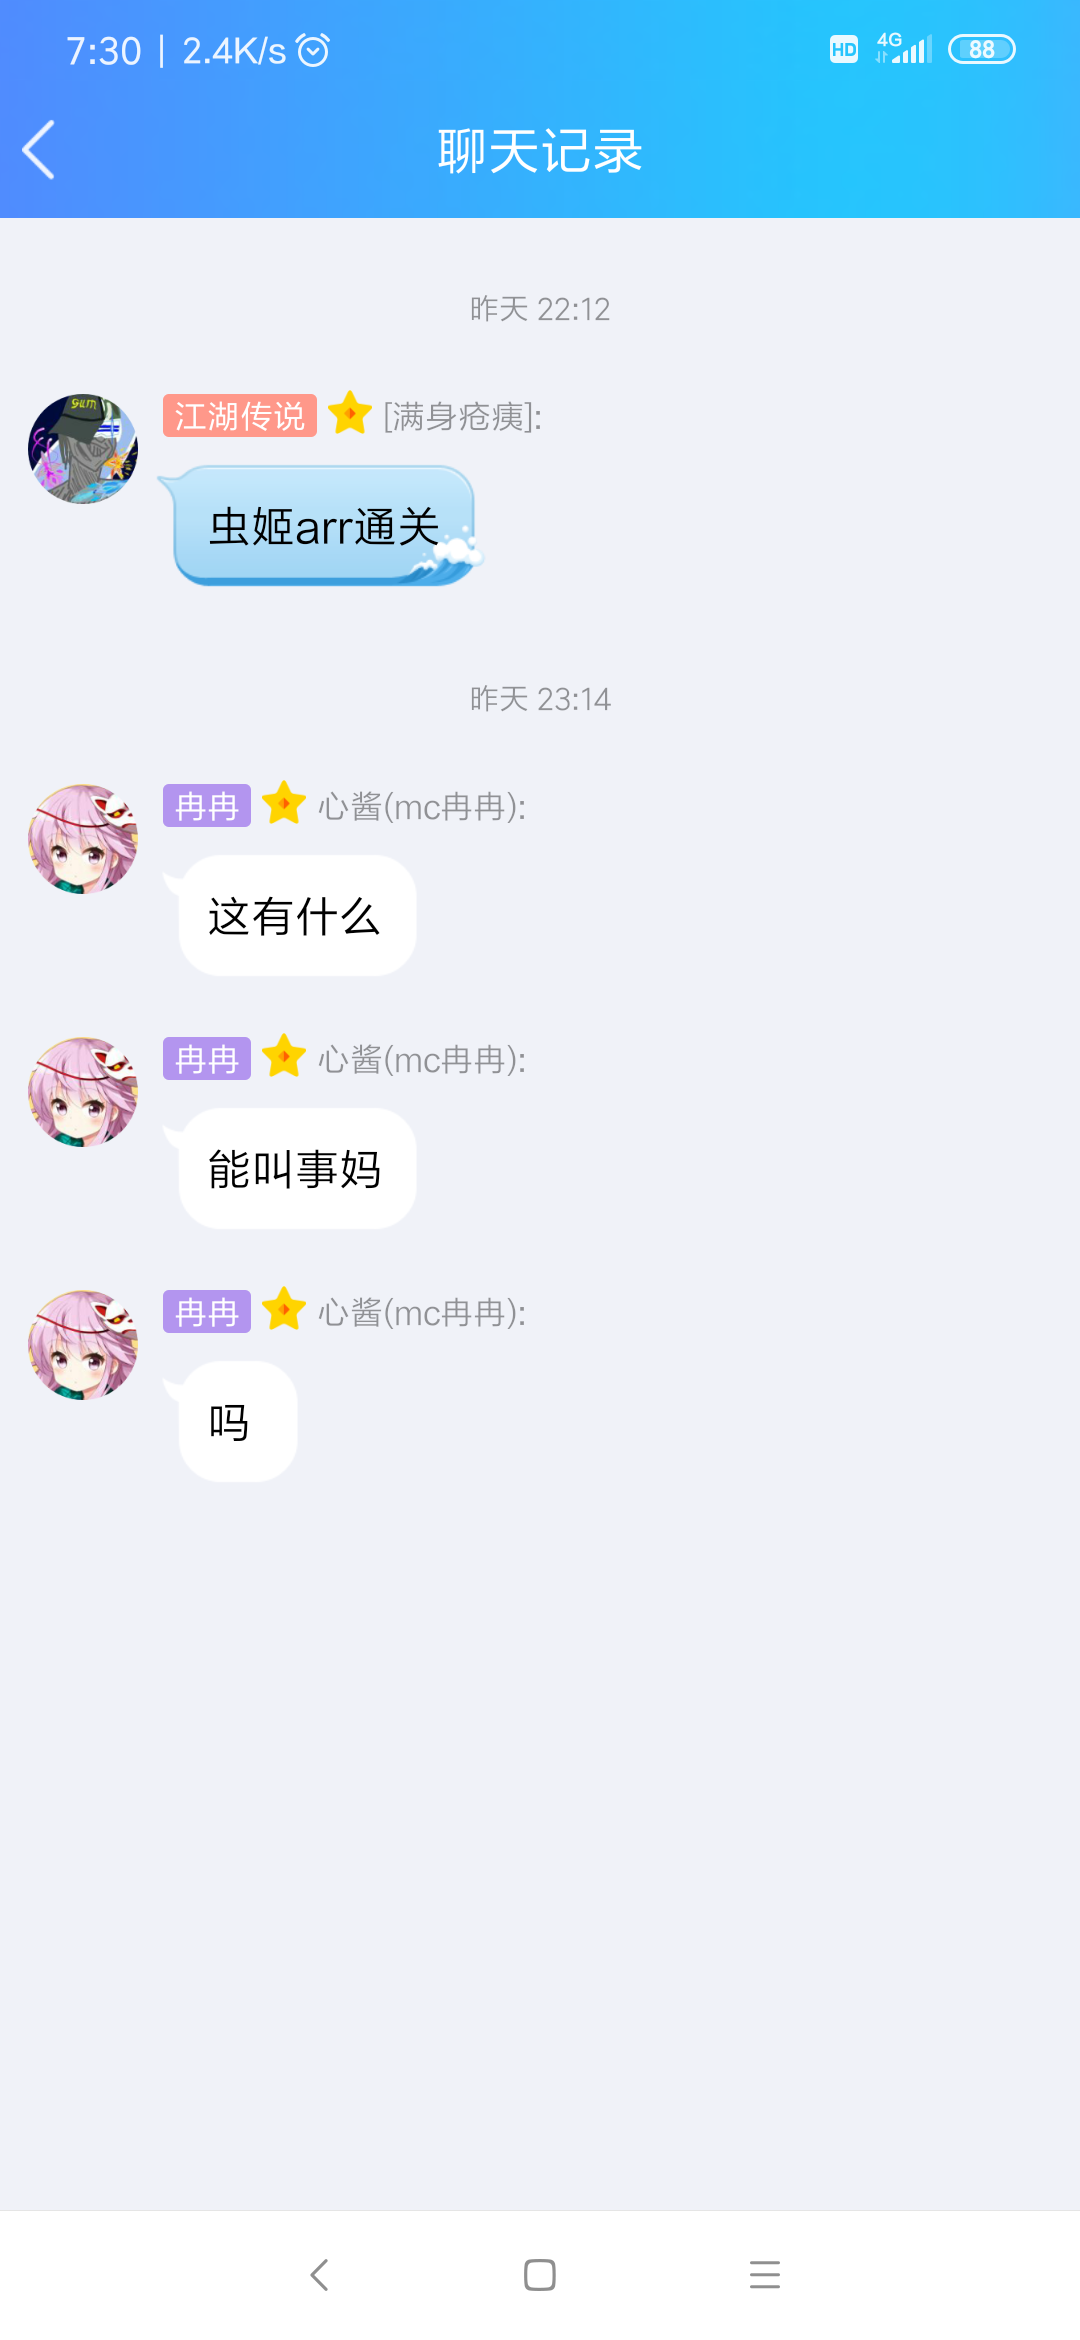 7:30 | 2.4K/s
HD 4G 88
聊天记录
昨天 22:12
江湖传说 [满身疮痍]:
虫姬arr通关
昨天 23:14
冉冉 心酱(mc冉冉):
这有什么
冉冉 心酱(mc冉冉):
能叫事妈
冉冉 心酱(mc冉冉):
吗